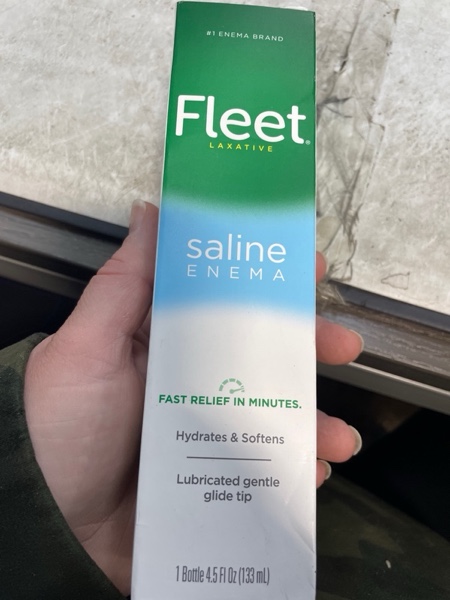 #1 ENEMA BRAND
Fleet®
LAXATIVE
saline
ENEMA
FAST RELIEF IN MINUTES.
Hydrates & Softens
Lubricated gentle
glide tip
1 Bottle 4.5 Fl Oz (133 mL)